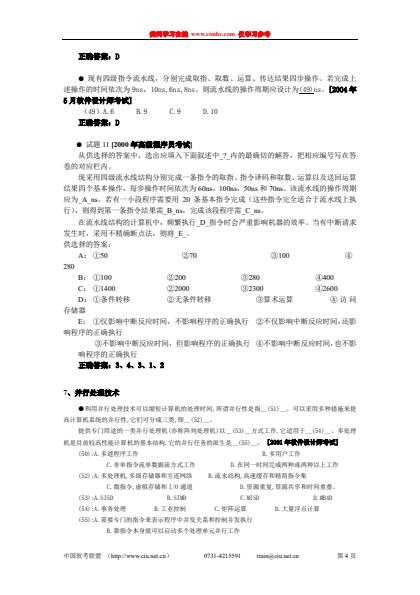 希赛学习在线 www.cimhc.com 仅学习参考
正确答案：D
● 现有四级指令流水线，分别完成取指、取数、运算、传达结果四步操作。若完成上
述操作的时间依次为 9ns，10ns,6ns,8ns。则流水线的操作周期应设计为(49)ns。[2004年
5月软件设计师考试]
(49)A.6 B.9 C.9 D.10
正确答案：D
● 试题 11 [2000年高级程序员考试]
从供选择的答案中，选出应填入下面叙述中_?_内的最确切的解答，把相应编号写在答
卷的对应栏内。
现采用四级流水线结构分别完成一条指令的取指、指令译码和取数、运算以及送回运算
结果四个基本操作，每步操作时间依次为 60ns，100ns，50ns 和 70ns。该流水线的操作周期
应为_A_ns。若有一小段程序需要用 20 条基本指令完成（这些指令完全适合于流水线上执
行），则得到第一条指令结果需_B_ns，完成该段程序需_C_ns。
在流水线结构的计算机中，频繁执行_D_指令时会严重影响机器的效率。当有中断请求
发生时，采用不精确断点法，则将_E_。
供选择的答案：
A：①50 ②70 ③100 ④
280
B：①100 ②200 ③280 ④400
C：①1400 ②2000 ③2300 ④2600
D：①条件转移 ②无条件转移 ③算术运算 ④访问
存储器
E：①仅影响中断反应时间，不影响程序的正确执行 ②不仅影响中断反应时间，还影
响程序的正确执行
③不影响中断反应时间，但影响程序的正确执行 ④不影响中断反应时间，也不影
响程序的正确执行
正确答案：3、4、3、1、2
7、并行处理技术
●利用并行处理技术可以缩短计算机的处理时间,所谓并行性是指__(51)__。可以采用多种措施来提
高计算机系统的并行性,它们可分成三类,即__(52)__。
提供专门用途的一类并行处理机(亦称阵列处理机)以__(53)__方式工作,它适用于__(54)__。多处理
机是目前较高性能计算机的基本结构,它的并行任务的派生是__(55)__。[2001年软件设计师考试]
(50):A.多道程序工作 B.多用户工作
C.非单指令流单数据流方式工作 D.在同一时间完成两种或两种以上工作
(52):A.多处理机,多级存储器和互连网络 B.流水结构,高速缓存和精简指令集
C.微指令,虚拟存储和 I/O 通道 D.资源重复,资源共享和时间重叠。
(53):A.SISD B.SIMD C.MISD D.MIMD
(54):A.事务处理 B.工业控制 C.矩阵运算 D.大量浮点计算
(55):A.需要专门的指令来表示程序中并发关系和控制并发执行
B.靠指令本身就可以启动多个处理单元并行工作
中国软考联盟 （http://www.ciu.net.cn） 0731-4215591 train@ciu.net.cn 第 4 页